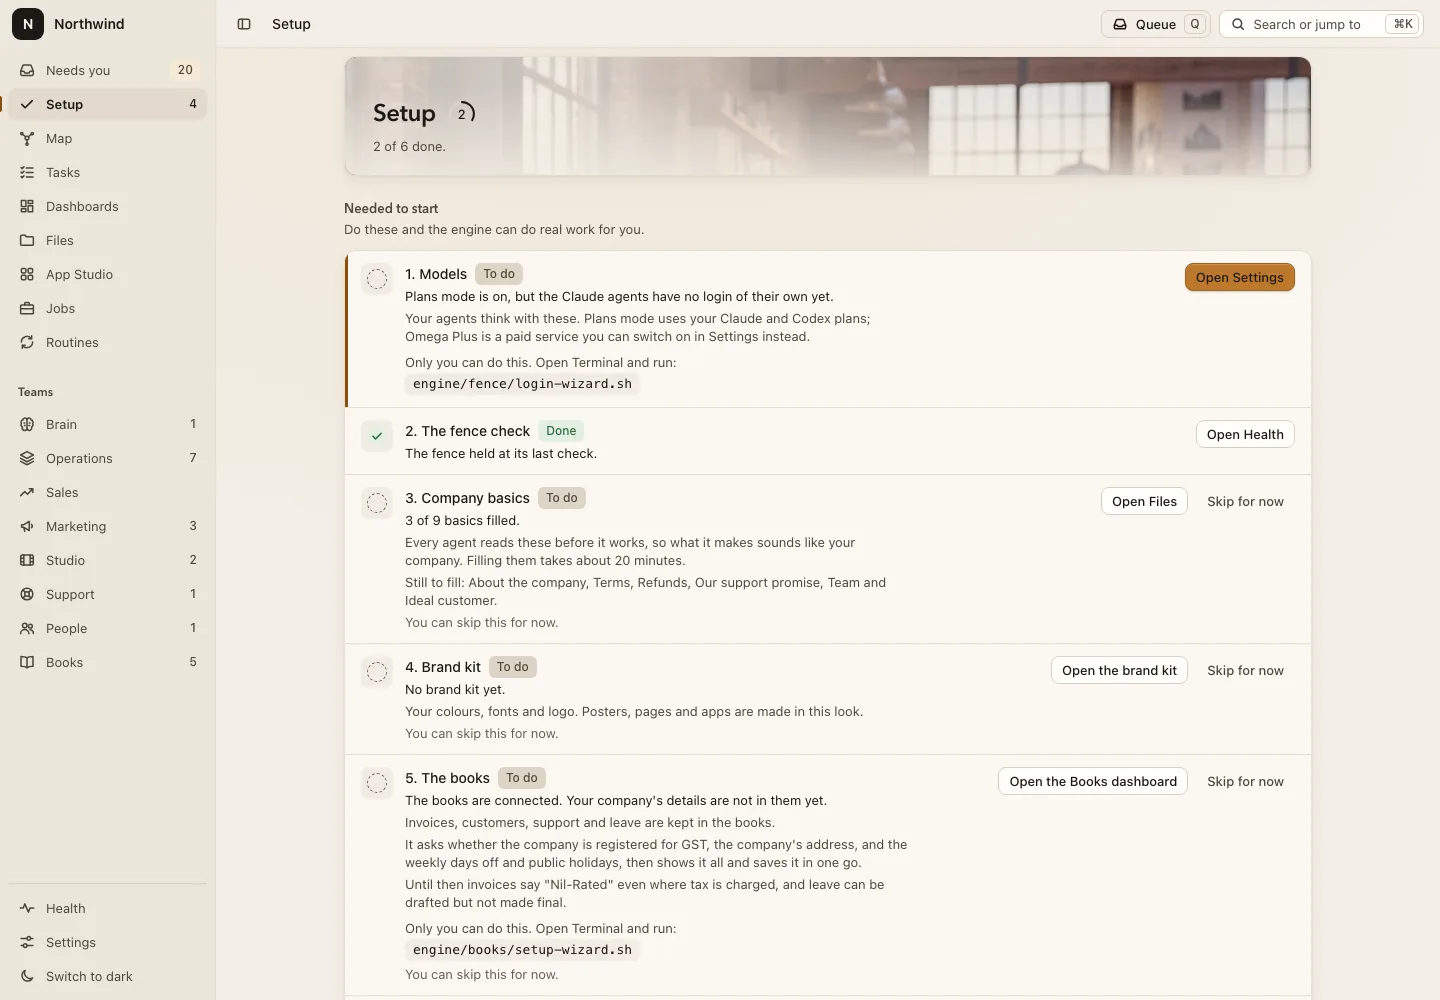 N Northwind
Setup
Queue Q
Search or jump to ⌘K
Needs you 20
Setup 4
Map
Tasks
Dashboards
Files
App Studio
Jobs
Routines
Teams
Brain 1
Operations 7
Sales
Marketing 3
Studio 2
Support 1
People 1
Books 5
Health
Settings
Switch to dark
Setup 2
2 of 6 done.
Needed to start
Do these and the engine can do real work for you.
1. Models To do
Open Settings
Plans mode is on, but the Claude agents have no login of their own yet.
Your agents think with these. Plans mode uses your Claude and Codex plans;
Omega Plus is a paid service you can switch on in Settings instead.
Only you can do this. Open Terminal and run:
engine/fence/login-wizard.sh
2. The fence check Done
Open Health
The fence held at its last check.
3. Company basics To do
Open Files Skip for now
3 of 9 basics filled.
Every agent reads these before it works, so what it makes sounds like your
company. Filling them takes about 20 minutes.
Still to fill: About the company, Terms, Refunds, Our support promise, Team and
Ideal customer.
You can skip this for now.
4. Brand kit To do
Open the brand kit Skip for now
No brand kit yet.
Your colours, fonts and logo. Posters, pages and apps are made in this look.
You can skip this for now.
5. The books To do
Open the Books dashboard Skip for now
The books are connected. Your company's details are not in them yet.
Invoices, customers, support and leave are kept in the books.
It asks whether the company is registered for GST, the company's address, and the
weekly days off and public holidays, then shows it all and saves it in one go.
Until then invoices say "Nil-Rated" even where tax is charged, and leave can be
drafted but not made final.
Only you can do this. Open Terminal and run:
engine/books/setup-wizard.sh
You can skip this for now.